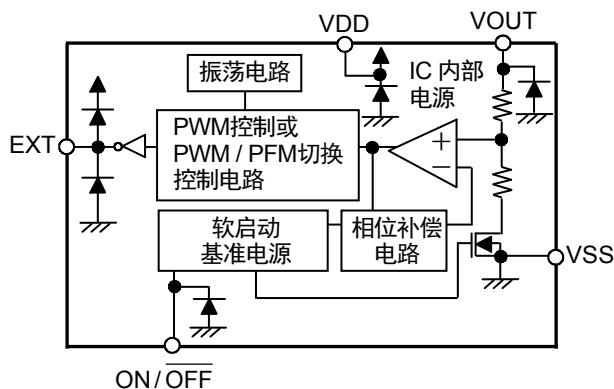 VDD
VOUT
振荡电路
IC 内部
电源
EXT
PWM控制或
PWM / PFM切换
控制电路
+
−
软启动
基准电源
相位补偿
电路
VSS
ON / OFF